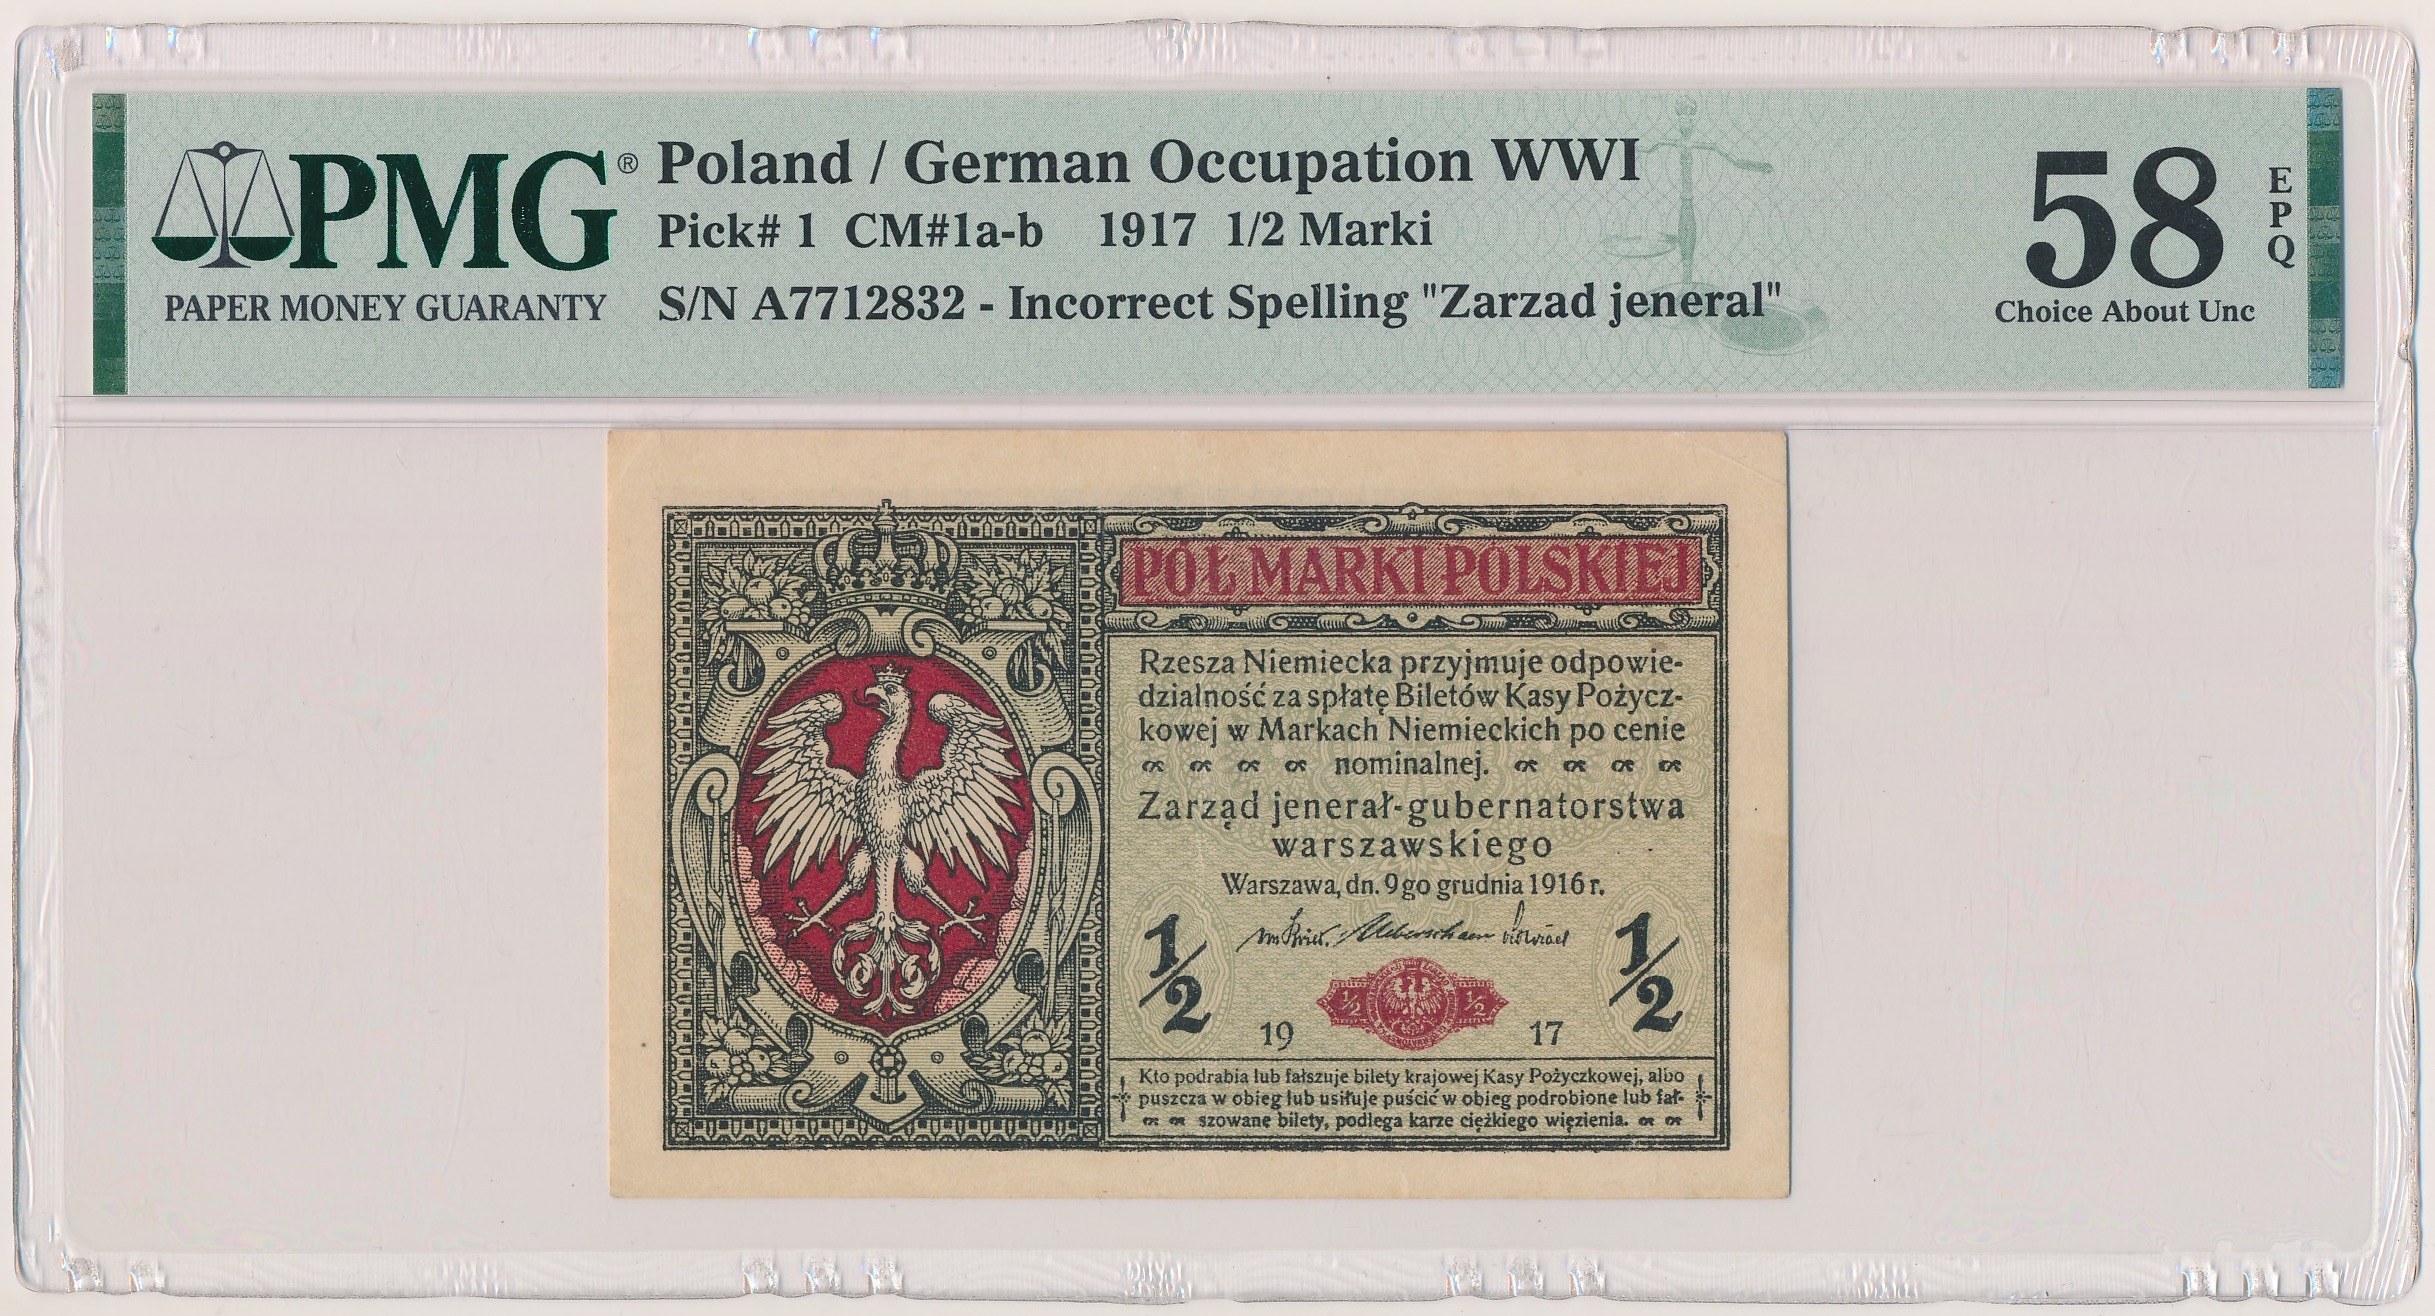 PMG®
PAPER MONEY GUARANTY
Poland / German Occupation WWI
Pick# 1 CM#1a-b 1917 1/2 Marki
S/N A7712832 - Incorrect Spelling "Zarzad jeneral"
58
EPQ
Choice About Unc
PÓŁ MARKI POLSKIEJ
Rzesza Niemiecka przyjmuje odpowie-
dzialność za spłatę Biletów Kasy Pożycz-
kowej w Markach Niemieckich po cenie
nominalnej.
Zarząd jenerał-gubernatorstwa
warszawskiego
Warszawa, dn. 9go grudnia 1916 r.
1/2 1/2
1/2 1/2
19 17
Kto podrabia lub fałszuje bilety krajowej Kasy Pożyczkowej, albo
puszcza w obieg lub usiłuje puścić w obieg podrobione lub fał-
szowane bilety, podlega karze ciężkiego więzienia.